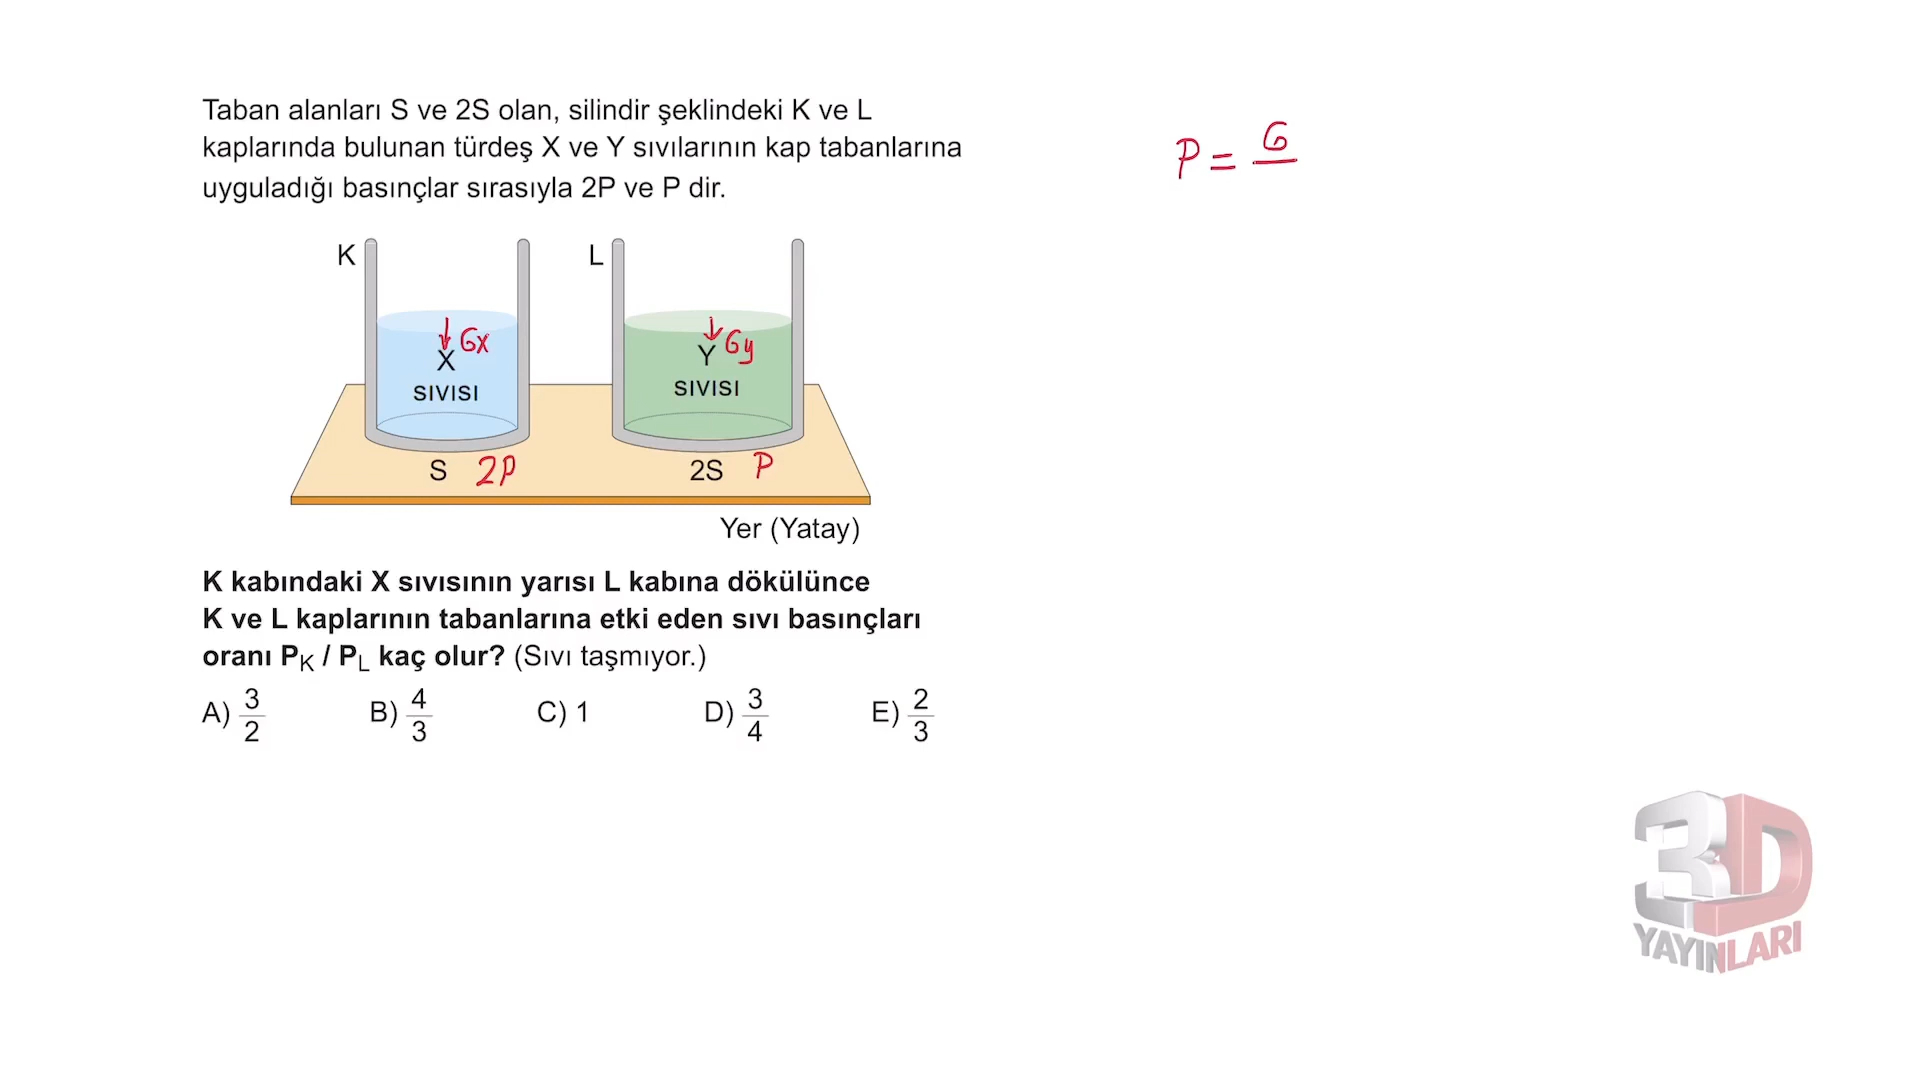 Taban alanları S ve 2S olan, silindir şeklindeki K ve L
kaplarında bulunan türdeş X ve Y sıvılarının kap tabanlarına
uyguladığı basınçlar sırasıyla 2P ve P dir.
P = G
K
L
Gx
Gy
X
SIVISI
Y
SIVISI
S 2P
2S P
Yer (Yatay)
K kabındaki X sıvısının yarısı L kabına dökülünce
K ve L kaplarının tabanlarına etki eden sıvı basınçları
oranı PK / PL kaç olur? (Sıvı taşmıyor.)
A) 3/2 B) 4/3 C) 1 D) 3/4 E) 2/3
3D
YAYINLARI